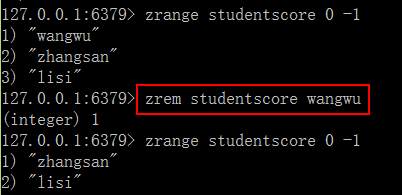 127.0.0.1:6379> zrange studentscore 0 -1
1) "wangwu"
2) "zhangsan"
3) "lisi"
127.0.0.1:6379> zrem studentscore wangwu
(integer) 1
127.0.0.1:6379> zrange studentscore 0 -1
1) "zhangsan"
2) "lisi"